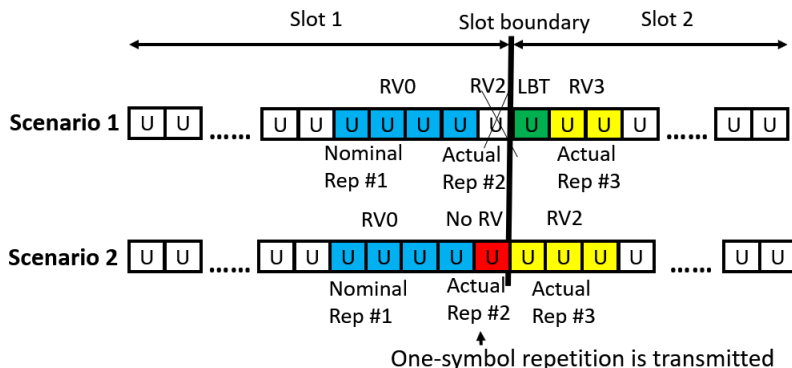 Slot 1 Slot boundary Slot 2
RV0 RV2 LBT RV3
Scenario 1 U U ...... U U U U U U U U U U U ...... U U
Nominal Actual Actual
Rep #1 Rep #2 Rep #3
RV0 No RV RV2
Scenario 2 U U ...... U U U U U U U U U U U ...... U U
Nominal Actual Actual
Rep #1 Rep #2 Rep #3
One-symbol repetition is transmitted